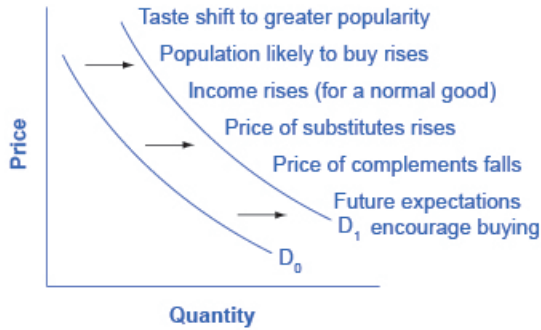 Taste shift to greater popularity
Population likely to buy rises
Income rises (for a normal good)
Price of substitutes rises
Price of complements falls
Future expectations
D1 encourage buying
D0
Price
Quantity